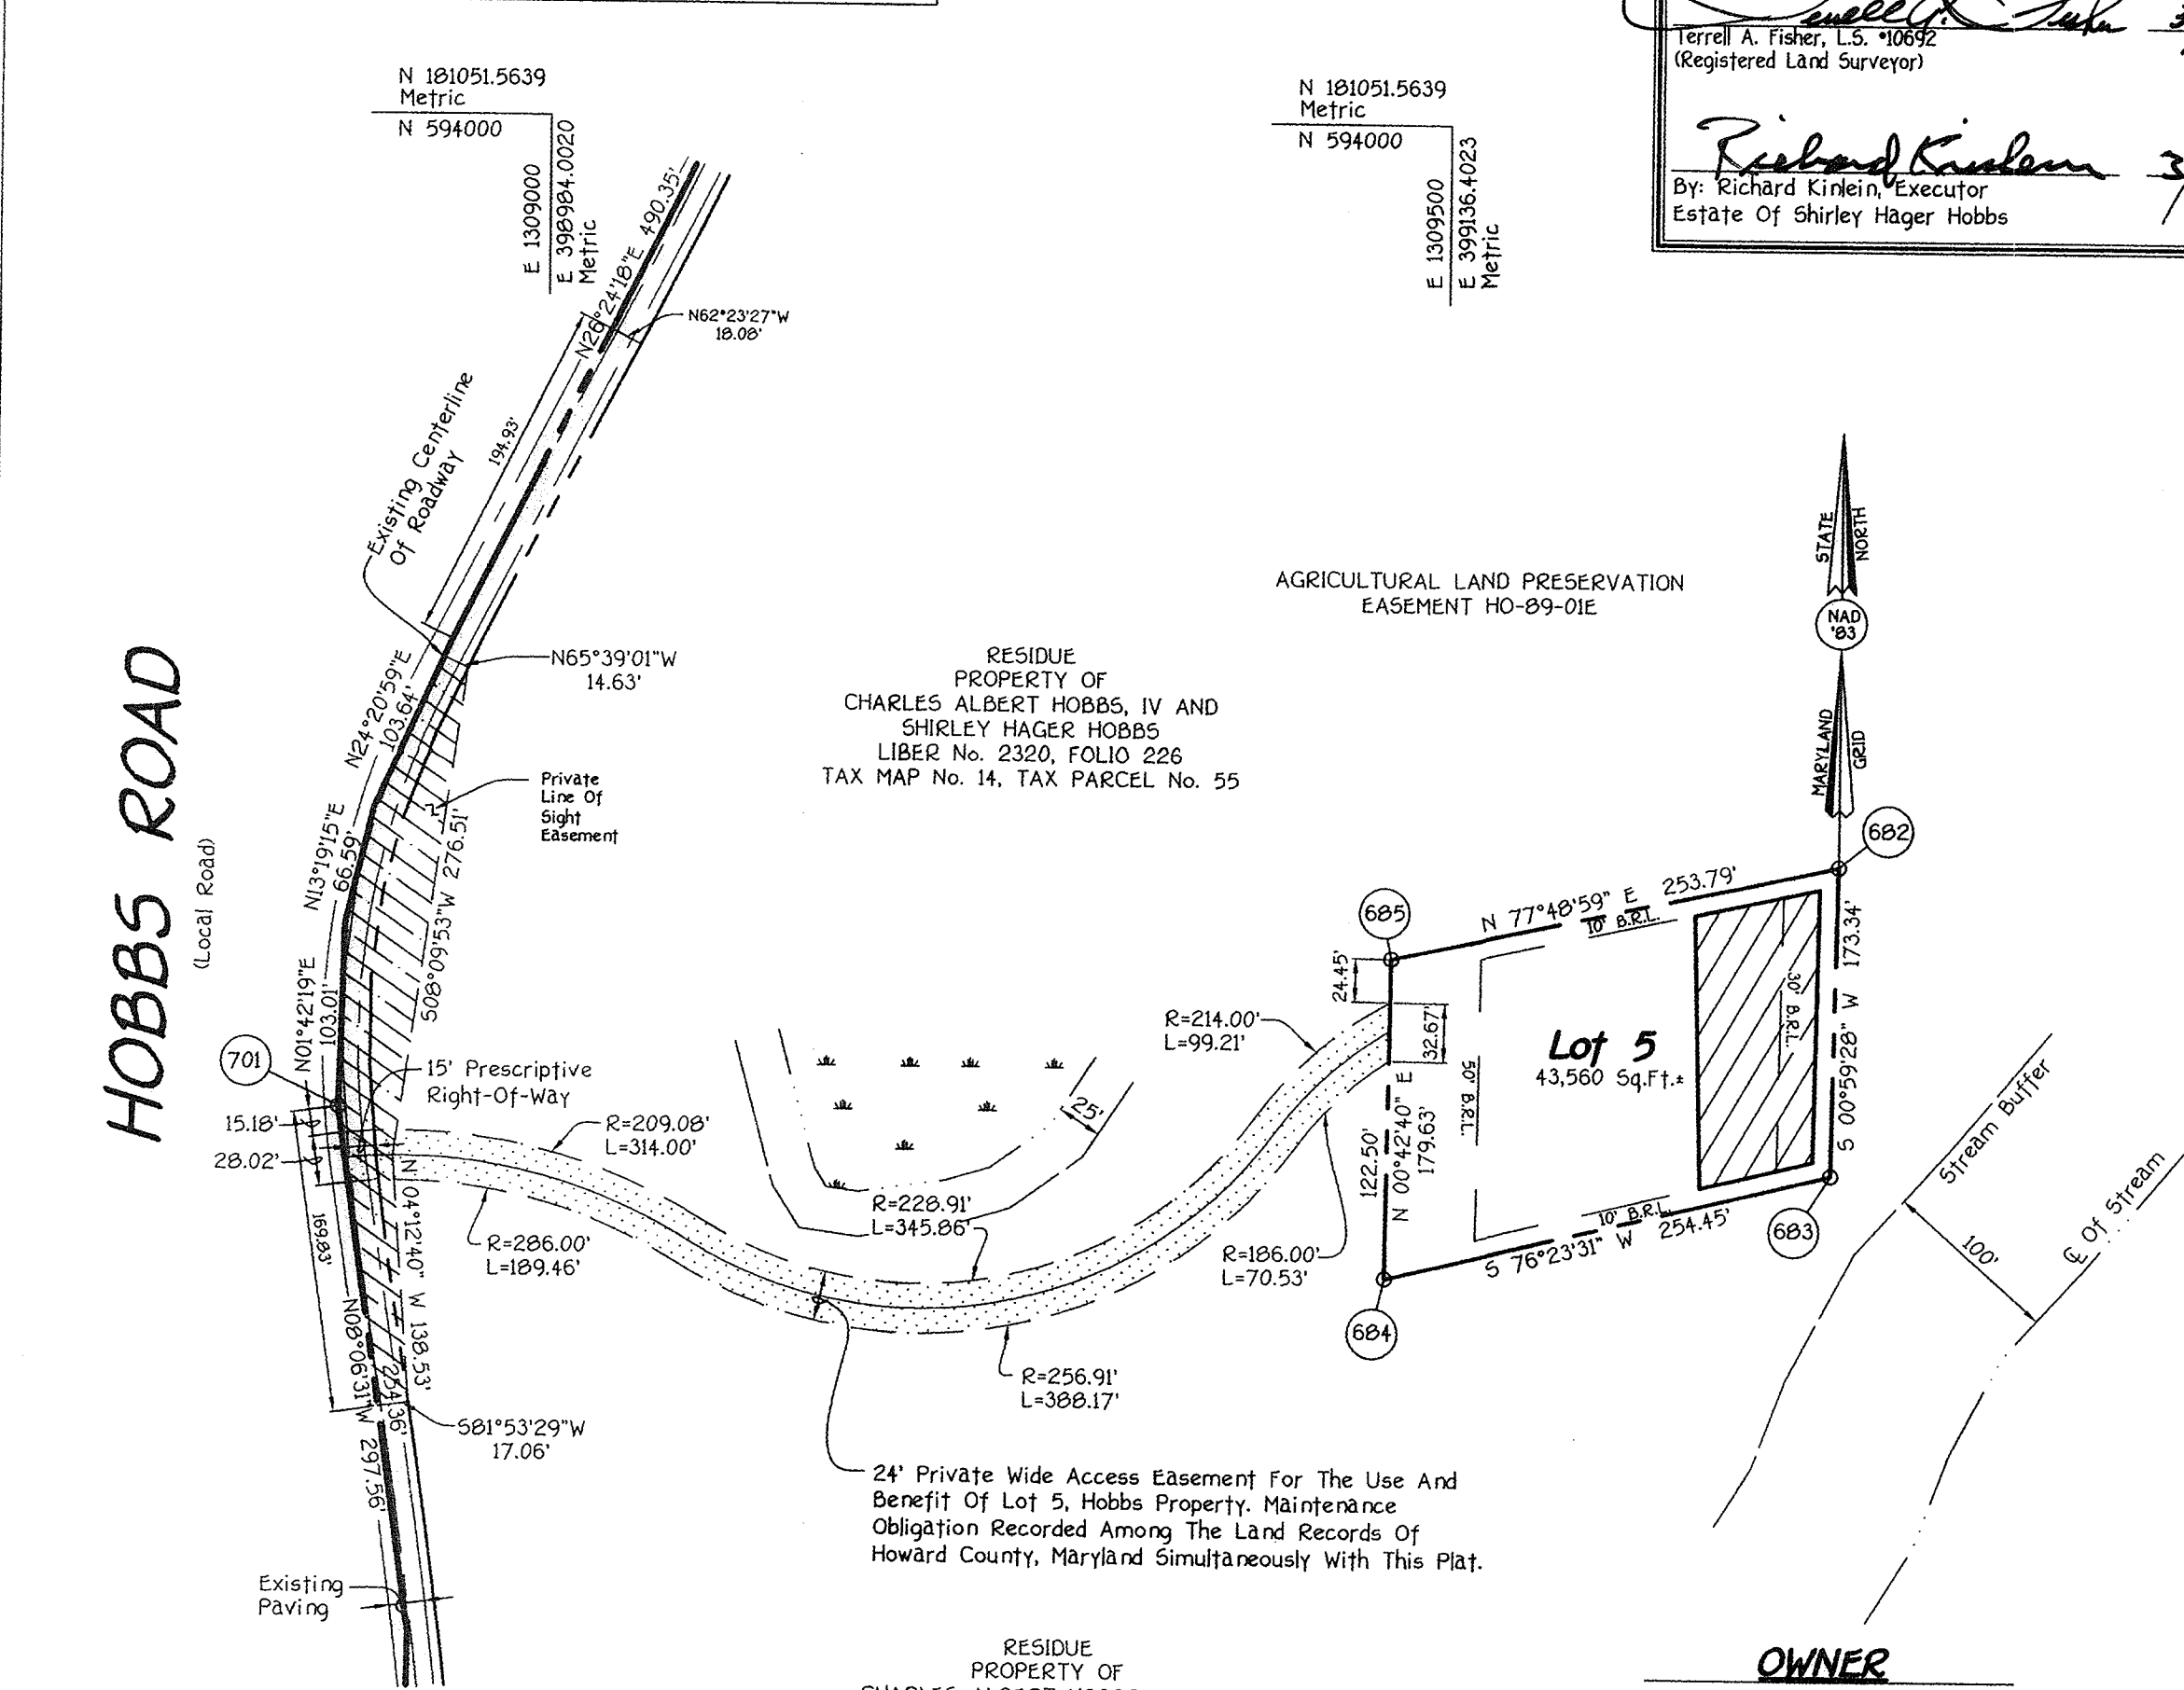 Terrell A. Fisher, L.S. #10692
(Registered Land Surveyor)
Richard Kinlein
By: Richard Kinlein, Executor
Estate Of Shirley Hager Hobbs
N 181051.5639
Metric
N 594000
E 1309000
E 398984.0020
Metric
N 181051.5639
Metric
N 594000
E 1309500
E 399136.4023
Metric
N26°24'18"E 490.35'
N62°23'27"W
18.08'
194.93'
Existing Centerline
Of Roadway
N65°39'01"W
14.63'
N24°20'59"E
103.64'
Private
Line Of
Sight
Easement
HOBBS ROAD
(Local Road)
N13°19'15"E
66.59'
S08°09'53"W 276.51'
N01°42'19"E
103.01'
701
15' Prescriptive
Right-Of-Way
15.18'
28.02'
169.83'
N 04°12'40" W 138.53'
N08°06'31"W 297.56'
254.36'
S81°53'29"W
17.06'
Existing
Paving
AGRICULTURAL LAND PRESERVATION
EASEMENT HO-89-01E
RESIDUE
PROPERTY OF
CHARLES ALBERT HOBBS, IV AND
SHIRLEY HAGER HOBBS
LIBER No. 2320, FOLIO 226
TAX MAP No. 14, TAX PARCEL No. 55
STATE
NORTH
NAD
'83
MARYLAND
GRID
682
685
N 77°48'59" E 253.79'
10' B.R.L.
24.45'
32.67'
R=214.00'
L=99.21'
Lot 5
43,560 Sq.Ft.±
30' B.R.L.
50' B.R.L.
S 00°59'28" W 173.34'
122.50'
N 00°42'40" E
179.63'
10' B.R.L.
S 76°23'31" W 254.45'
683
684
25'
R=209.08'
L=314.00'
R=228.91'
L=345.86'
R=286.00'
L=189.46'
R=186.00'
L=70.53'
R=256.91'
L=388.17'
Stream Buffer
100'
℄ Of Stream
24' Private Wide Access Easement For The Use And
Benefit Of Lot 5, Hobbs Property. Maintenance
Obligation Recorded Among The Land Records Of
Howard County, Maryland Simultaneously With This Plat.
RESIDUE
PROPERTY OF
OWNER